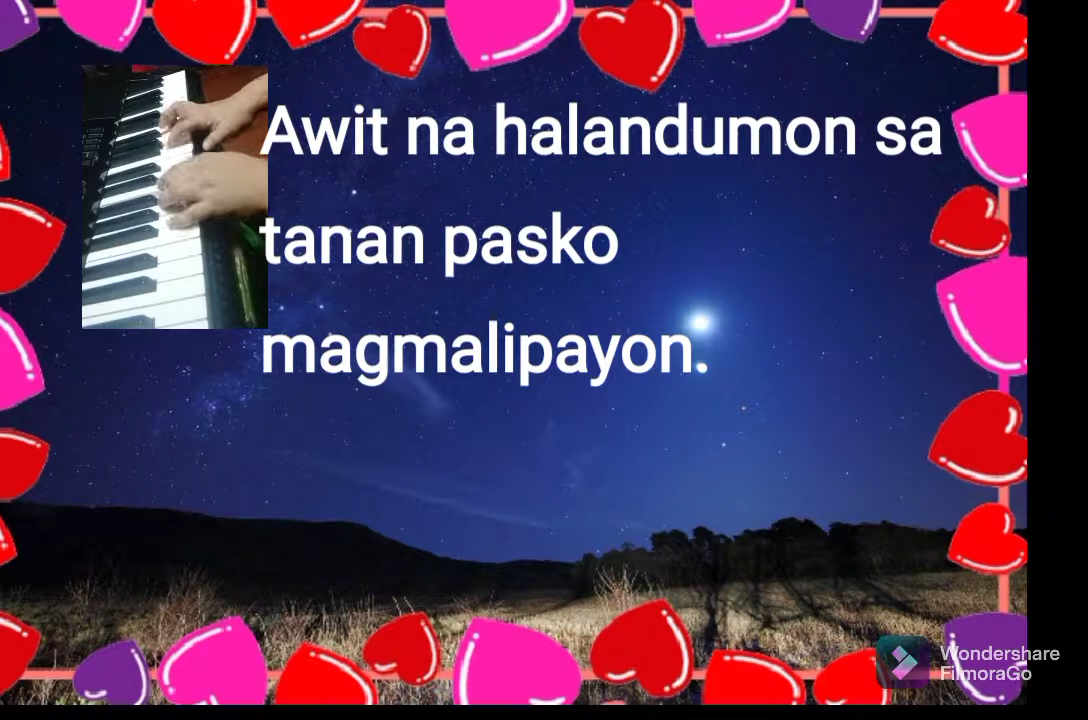 Awit na halandumon sa
tanan pasko
magmalipayon.
Wondershare
FilmoraGo